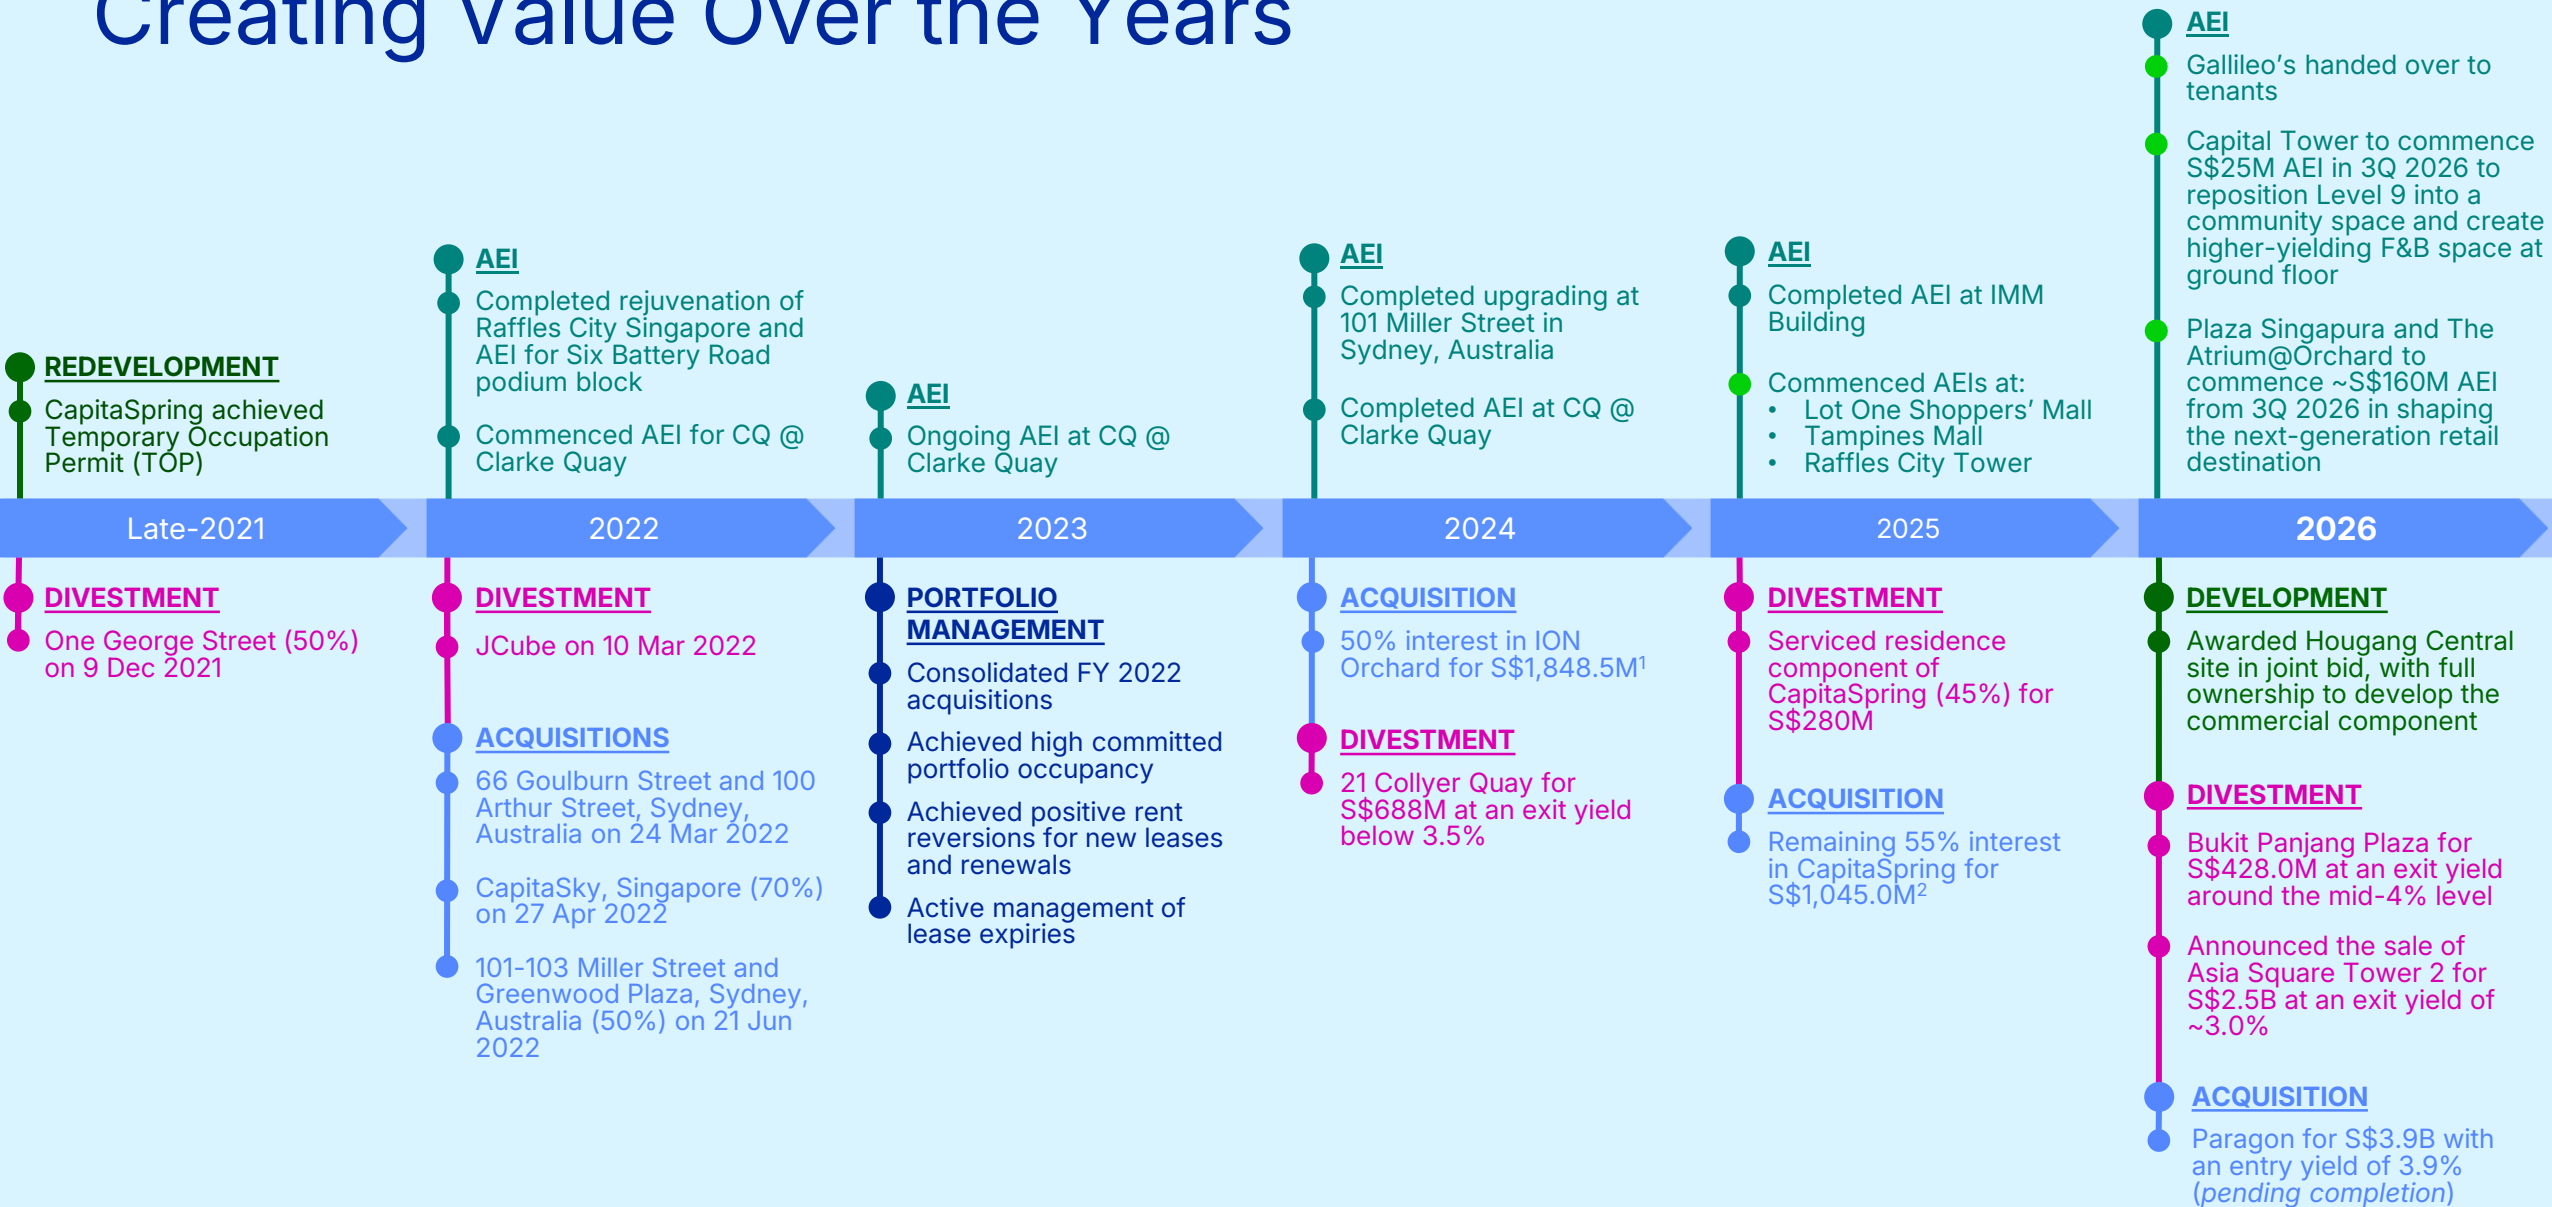 Creating Value Over the Years
REDEVELOPMENT
CapitaSpring achieved
Temporary Occupation
Permit (TOP)
Late-2021
DIVESTMENT
One George Street (50%)
on 9 Dec 2021
AEI
Completed rejuvenation of
Raffles City Singapore and
AEI for Six Battery Road
podium block
Commenced AEI for CQ @
Clarke Quay
2022
DIVESTMENT
JCube on 10 Mar 2022
ACQUISITIONS
66 Goulburn Street and 100
Arthur Street, Sydney,
Australia on 24 Mar 2022
CapitaSky, Singapore (70%)
on 27 Apr 2022
101-103 Miller Street and
Greenwood Plaza, Sydney,
Australia (50%) on 21 Jun
2022
AEI
Ongoing AEI at CQ @
Clarke Quay
2023
PORTFOLIO
MANAGEMENT
Consolidated FY 2022
acquisitions
Achieved high committed
portfolio occupancy
Achieved positive rent
reversions for new leases
and renewals
Active management of
lease expiries
AEI
Completed upgrading at
101 Miller Street in
Sydney, Australia
Completed AEI at CQ @
Clarke Quay
2024
ACQUISITION
50% interest in ION
Orchard for S$1,848.5M¹
DIVESTMENT
21 Collyer Quay for
S$688M at an exit yield
below 3.5%
AEI
Completed AEI at IMM
Building
Commenced AEIs at:
• Lot One Shoppers’ Mall
• Tampines Mall
• Raffles City Tower
2025
DIVESTMENT
Serviced residence
component of
CapitaSpring (45%) for
S$280M
ACQUISITION
Remaining 55% interest
in CapitaSpring for
S$1,045.0M²
AEI
Gallileo’s handed over to
tenants
Capital Tower to commence
S$25M AEI in 3Q 2026 to
reposition Level 9 into a
community space and create
higher-yielding F&B space at
ground floor
Plaza Singapura and The
Atrium@Orchard to
commence ~S$160M AEI
from 3Q 2026 in shaping
the next-generation retail
destination
2026
DEVELOPMENT
Awarded Hougang Central
site in joint bid, with full
ownership to develop the
commercial component
DIVESTMENT
Bukit Panjang Plaza for
S$428.0M at an exit yield
around the mid-4% level
Announced the sale of
Asia Square Tower 2 for
S$2.5B at an exit yield of
~3.0%
ACQUISITION
Paragon for S$3.9B with
an entry yield of 3.9%
(pending completion)